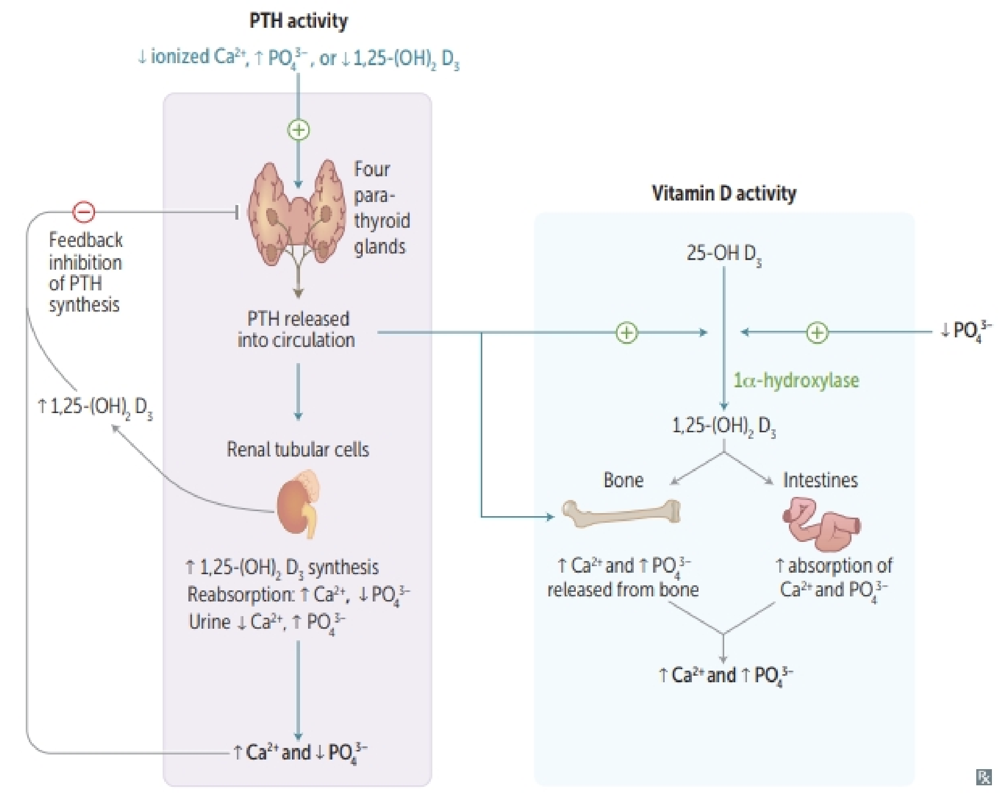 PTH activity
↓ ionized Ca²⁺, ↑ PO₄³⁻, or ↓ 1,25-(OH)₂ D₃
Four
para-
thyroid
glands
Feedback
inhibition
of PTH
synthesis
PTH released
into circulation
↑ 1,25-(OH)₂ D₃
Renal tubular cells
↑ 1,25-(OH)₂ D₃ synthesis
Reabsorption: ↑ Ca²⁺, ↓ PO₄³⁻
Urine ↓ Ca²⁺, ↑ PO₄³⁻
↑ Ca²⁺ and ↓ PO₄³⁻
Vitamin D activity
25-OH D₃
↓ PO₄³⁻
1α-hydroxylase
1,25-(OH)₂ D₃
Bone
Intestines
↑ Ca²⁺ and ↑ PO₄³⁻
released from bone
↑ absorption of
Ca²⁺ and PO₄³⁻
↑ Ca²⁺ and ↑ PO₄³⁻
℞